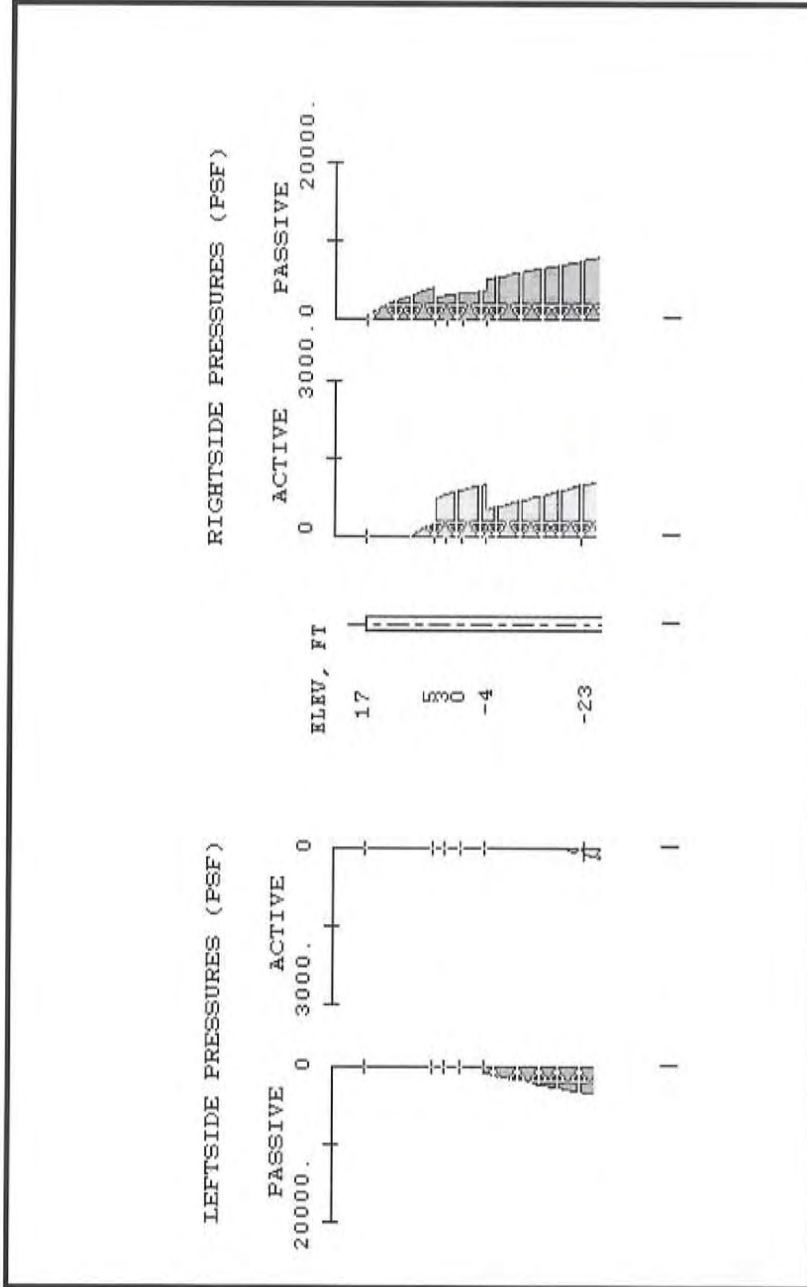 LEFTSIDE PRESSURES (PSF)
RIGHTSIDE PRESSURES (PSF)
PASSIVE
ACTIVE
ELEV, FT
ACTIVE
PASSIVE
20000.
0
3000.
0
0
3000.
0
20000.
17
5
3
0
-4
-23